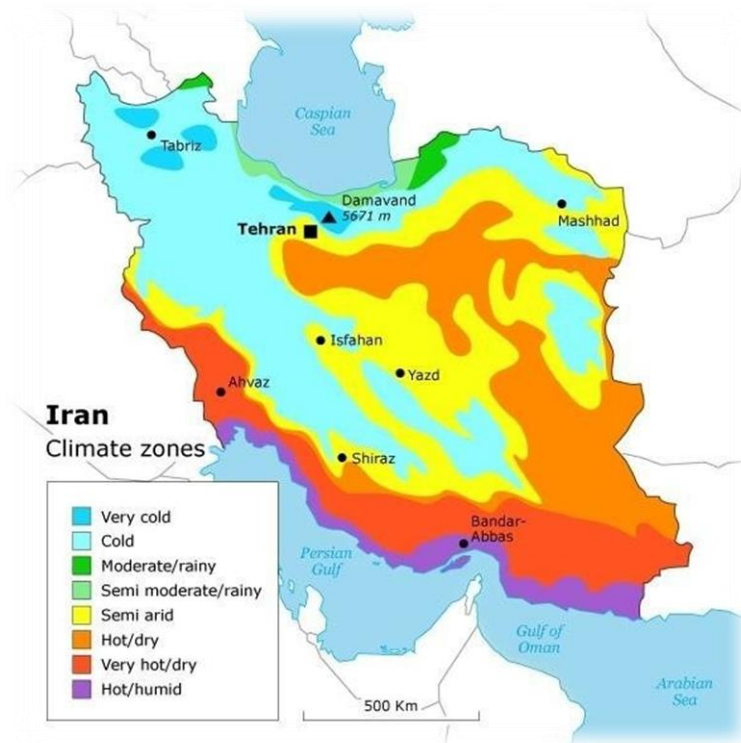 Caspian
Sea
Tabriz
Damavand
5671 m
Mashhad
Tehran
Isfahan
Yazd
Ahvaz
Iran
Climate zones
Shiraz
Very cold
Cold
Moderate/rainy
Semi moderate/rainy
Semi arid
Hot/dry
Very hot/dry
Hot/humid
Bandar-
Abbas
Persian
Gulf
Gulf of
Oman
Arabian
Sea
500 Km